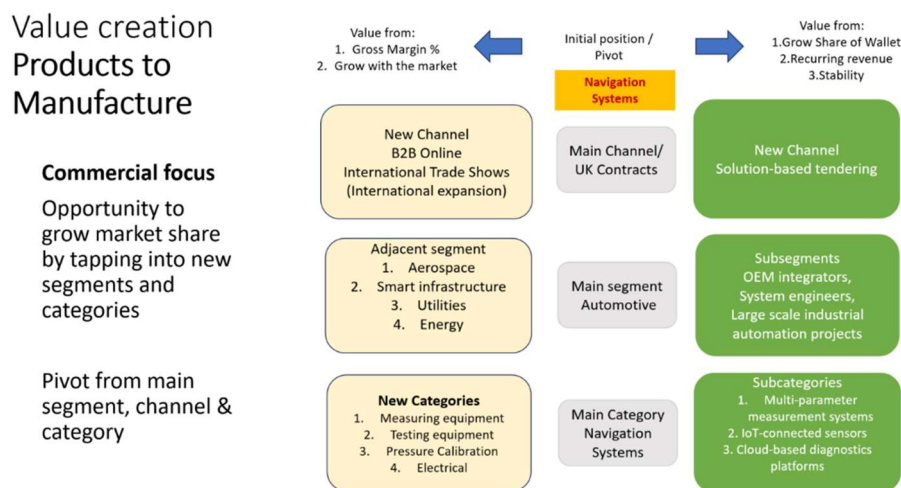 Value creation
Products to
Manufacture
Commercial focus
Opportunity to
grow market share
by tapping into new
segments and
categories
Pivot from main
segment, channel &
category
Value from:
1. Gross Margin %
2. Grow with the market
Initial position /
Pivot
Navigation
Systems
Value from:
1.Grow Share of Wallet
2.Recurring revenue
3.Stability
New Channel
B2B Online
International Trade Shows
(International expansion)
Main Channel/
UK Contracts
New Channel
Solution-based tendering
Adjacent segment
1. Aerospace
2. Smart infrastructure
3. Utilities
4. Energy
Main segment
Automotive
Subsegments
OEM integrators,
System engineers,
Large scale industrial
automation projects
New Categories
1. Measuring equipment
2. Testing equipment
3. Pressure Calibration
4. Electrical
Main Category
Navigation
Systems
Subcategories
1. Multi-parameter
measurement systems
2. IoT-connected sensors
3. Cloud-based diagnostics
platforms